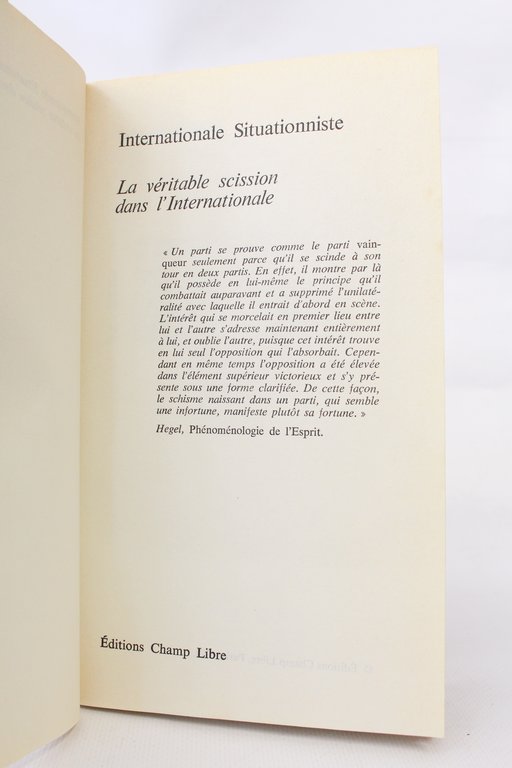 Internationale Situationniste
La véritable scission
dans l'Internationale
« Un parti se prouve comme le parti vain-
queur seulement parce qu'il se scinde à son
tour en deux partis. En effet, il montre par là
qu'il possède en lui-même le principe qu'il
combattait auparavant et a supprimé l'unilaté-
ralité avec laquelle il entrait d'abord en scène.
L'intérêt qui se morcelait en premier lieu entre
lui et l'autre s'adresse maintenant entièrement
à lui, et oublie l'autre, puisque cet intérêt trouve
en lui seul l'opposition qui l'absorbait. Cepen-
dant en même temps l'opposition a été élevée
dans l'élément supérieur victorieux et s'y pré-
sente sous une forme clarifiée. De cette façon,
le schisme naissant dans un parti, qui semble
une infortune, manifeste plutôt sa fortune. »
Hegel, Phénoménologie de l'Esprit.
Éditions Champ Libre